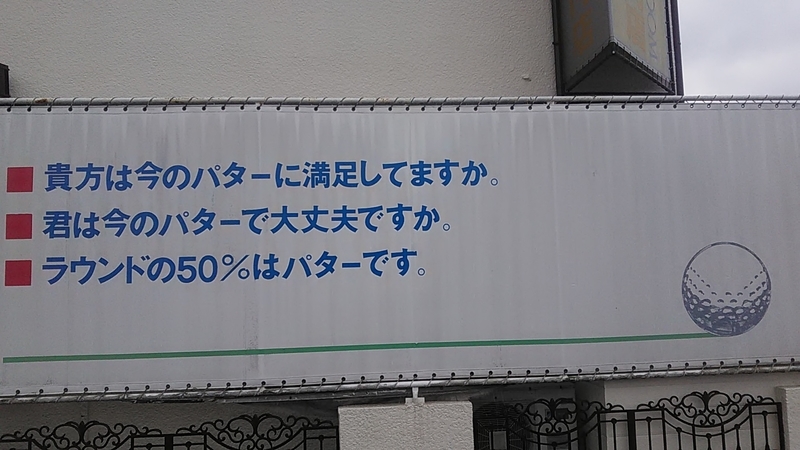 ■ 貴方は今のパターに満足してますか。
■ 君は今のパターで大丈夫ですか。
■ ラウンドの50%はパターです。